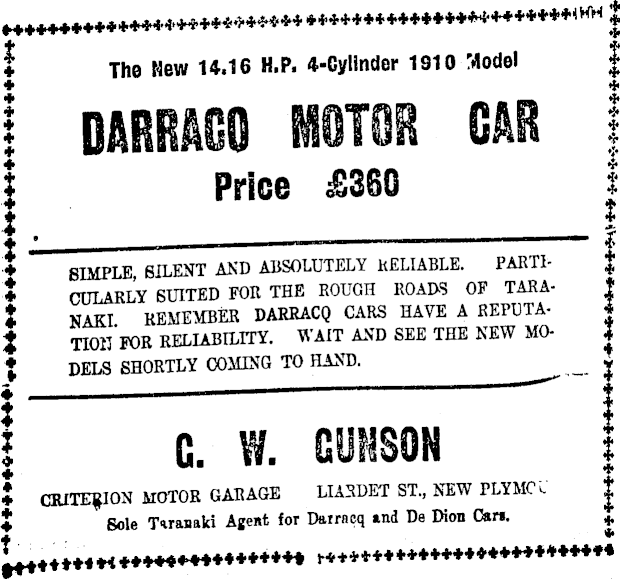 The New 14.16 H.P. 4-Cylinder 1910 Model
DARRACQ MOTOR CAR
Price £360
SIMPLE, SILENT AND ABSOLUTELY RELIABLE. PARTI-
CULARLY SUITED FOR THE ROUGH ROADS OF TARA-
NAKI. REMEMBER DARRACQ CARS HAVE A REPUTA-
TION FOR RELIABILITY. WAIT AND SEE THE NEW MO-
DELS SHORTLY COMING TO HAND.
G. W. GUNSON
CRITERION MOTOR GARAGE LIARDET ST., NEW
Sole Taranaki Agent for Darracq and De Dion Cars.